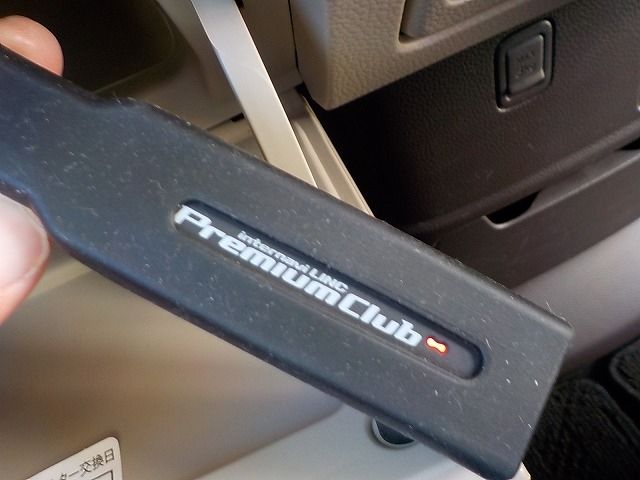 internavi LINC
Premium Club
ター交換日